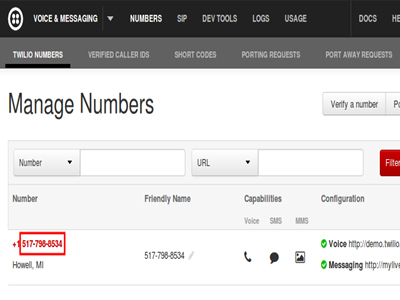 VOICE & MESSAGING NUMBERS SIP DEV TOOLS LOGS USAGE DOCS HE
TWILIO NUMBERS VERIFIED CALLER IDS SHORT CODES PORTING REQUESTS PORT AWAY REQUESTS
Manage Numbers
Verify a number Po
Number URL Filter
Number Friendly Name Capabilities Configuration
Voice SMS MMS
+1 517-798-8534 517-798-8534 Voice http://demo.twilio
Howell, MI Messaging http://mylive